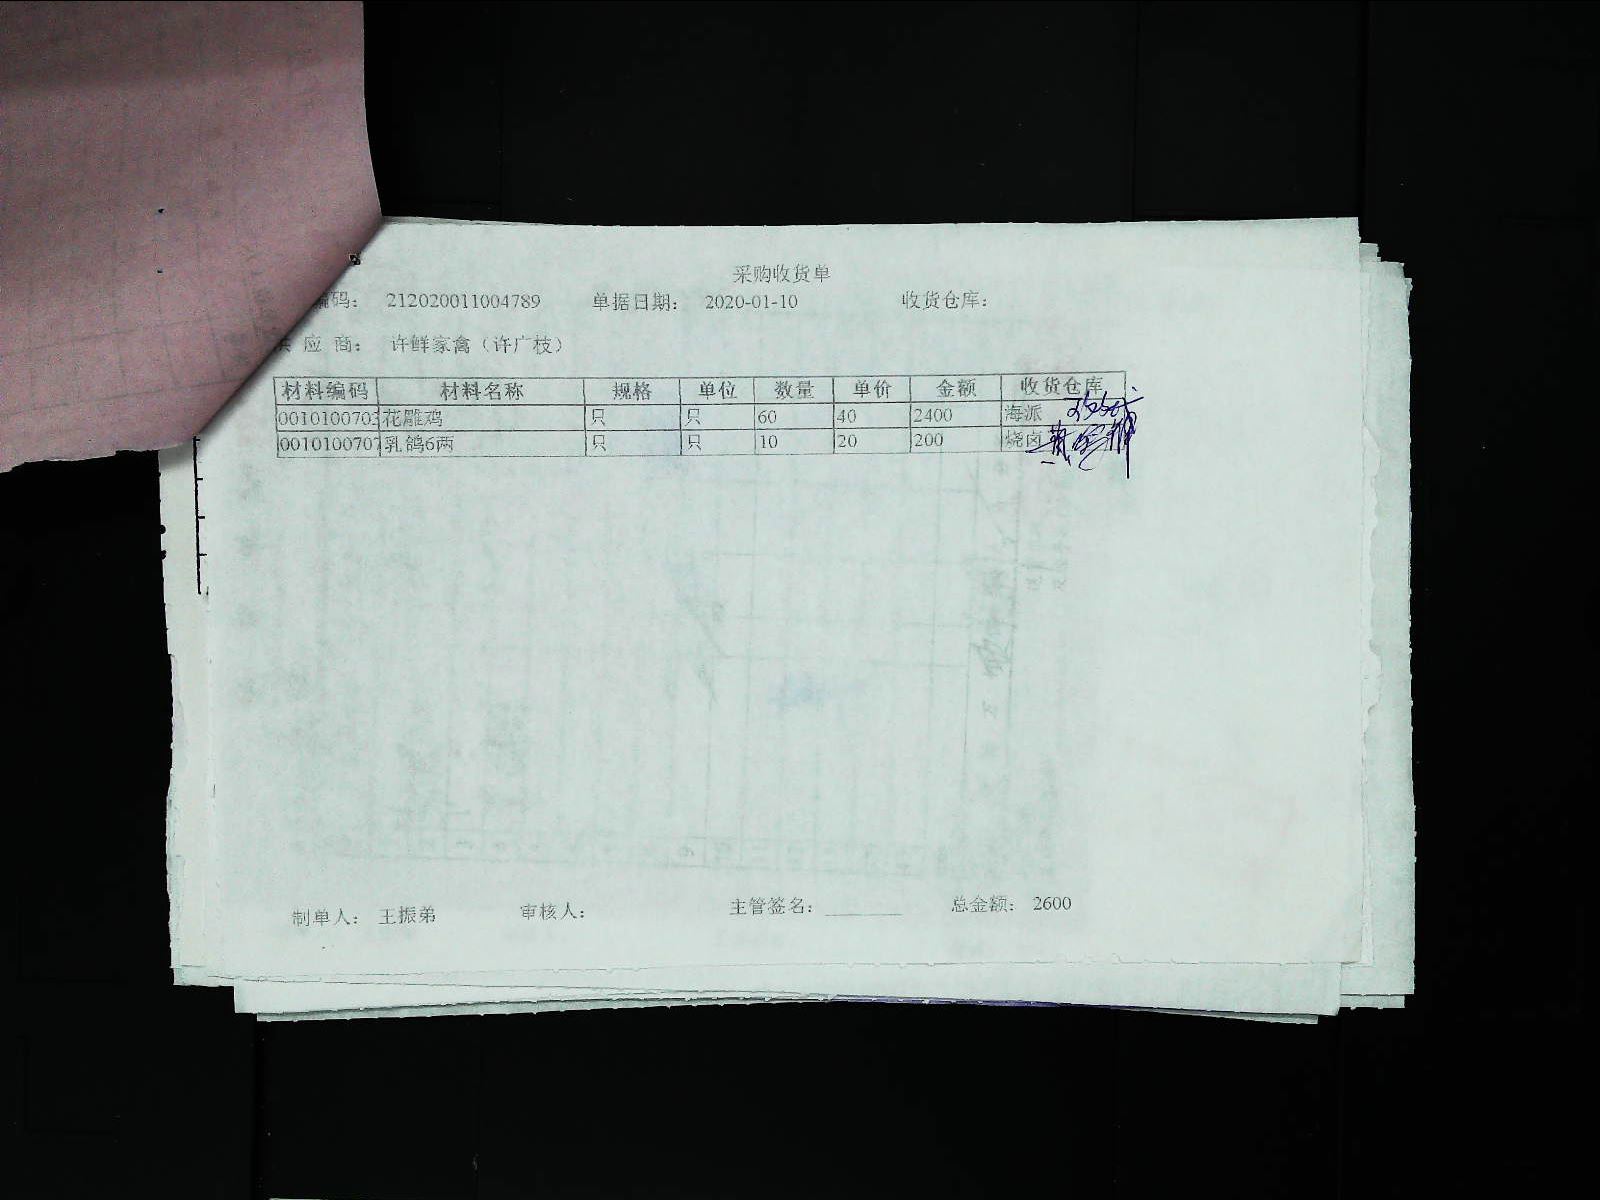 采购收货单
编码： 212020011004789 单据日期： 2020-01-10 收货仓库：
应 商： 许鲜家禽（许广枝）
材料编码 材料名称 规格 单位 数量 单价 金额 收货仓库
0010100703 花雕鸡 只 只 60 40 2400 海派
0010100707 乳鸽6两 只 只 10 20 200 烧卤
制单人： 王振弟 审核人： 主管签名： 总金额： 2600